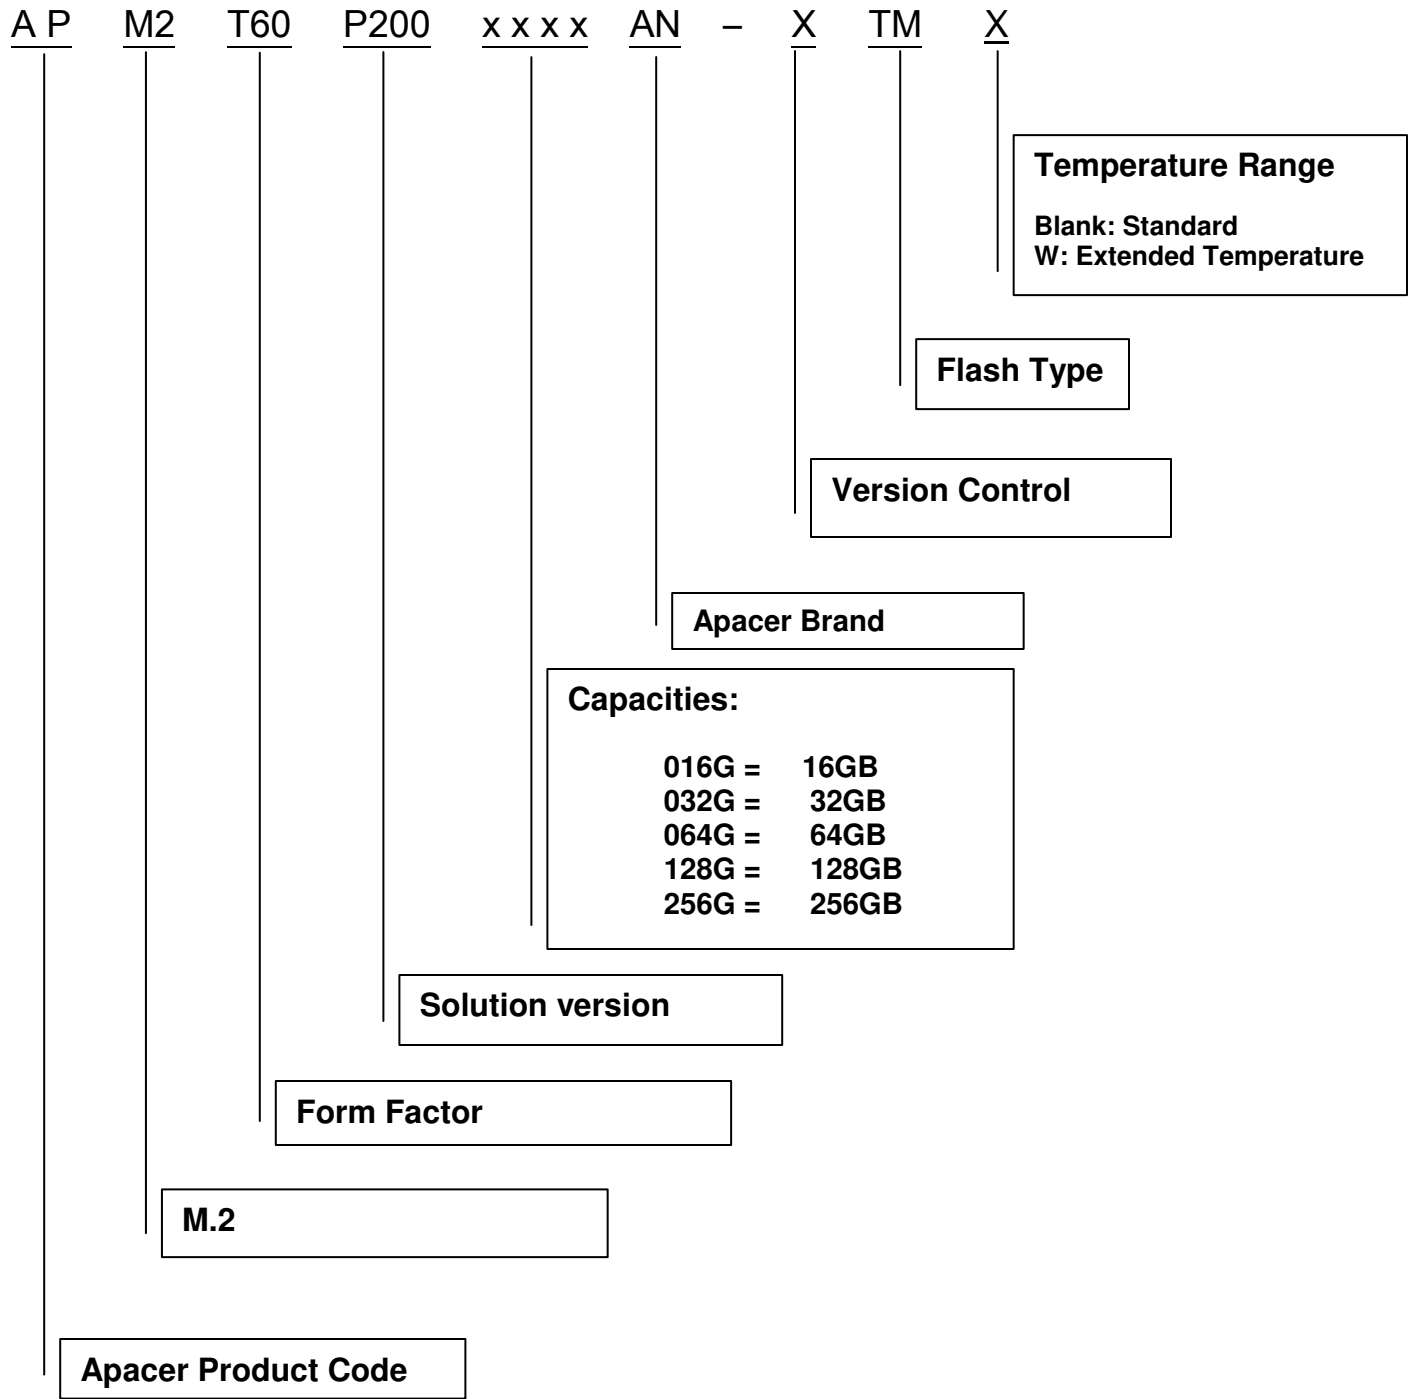 A P M2 T60 P200 x x x x AN – X TM X
Temperature Range
Blank: Standard
W: Extended Temperature
Flash Type
Version Control
Apacer Brand
Capacities:
016G = 16GB
032G = 32GB
064G = 64GB
128G = 128GB
256G = 256GB
Solution version
Form Factor
M.2
Apacer Product Code